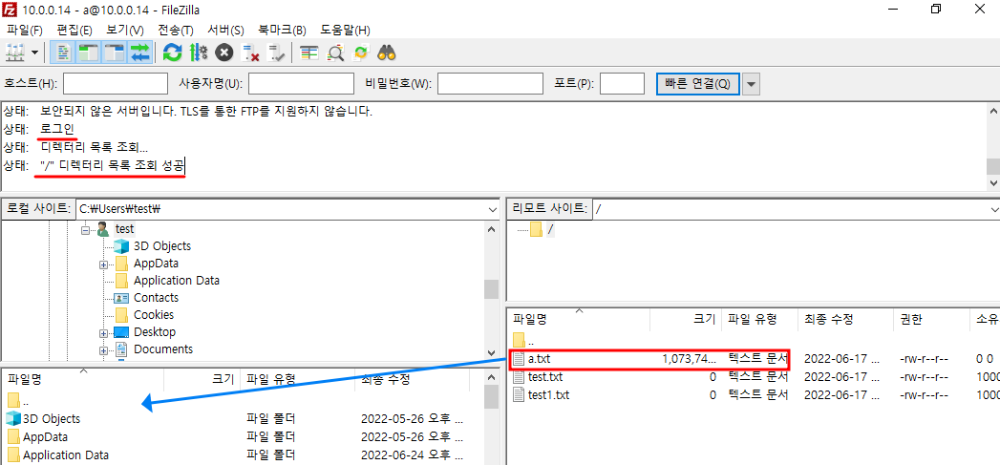 10.0.0.14 - a@10.0.0.14 - FileZilla
파일(F) 편집(E) 보기(V) 전송(T) 서버(S) 북마크(B) 도움말(H)
호스트(H): 사용자명(U): 비밀번호(W): 포트(P): 빠른 연결(Q)
상태: 보안되지 않은 서버입니다. TLS를 통한 FTP를 지원하지 않습니다.
상태: 로그인
상태: 디렉터리 목록 조회...
상태: "/" 디렉터리 목록 조회 성공
로컬 사이트: C:₩Users₩test₩
test
3D Objects
AppData
Application Data
Contacts
Cookies
Desktop
Documents
파일명 크기 파일 유형 최종 수정
..
3D Objects 파일 폴더 2022-05-26 오후 ...
AppData 파일 폴더 2022-05-26 오후 ...
Application Data 파일 폴더 2022-06-24 오후 ...
리모트 사이트: /
/
파일명 크기 파일 유형 최종 수정 권한 소유
..
a.txt 1,073,74... 텍스트 문서 2022-06-17 ... -rw-r--r-- 0 0
test.txt 0 텍스트 문서 2022-06-17 ... -rw-r--r-- 1000
test1.txt 0 텍스트 문서 2022-06-17 ... -rw-r--r-- 1000